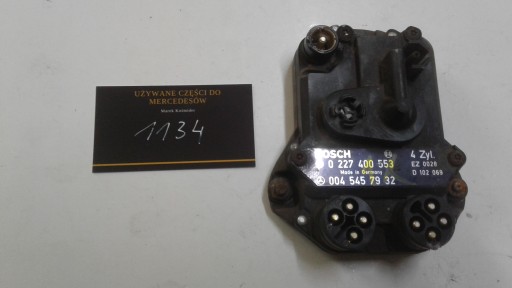 UŻYWANE CZĘŚCI DO
MERCEDESÓW
1134
BOSCH
0 227 400 553
4 Zyl.
Made in Germany
EZ 0028
004 545 79 32
D 102 069